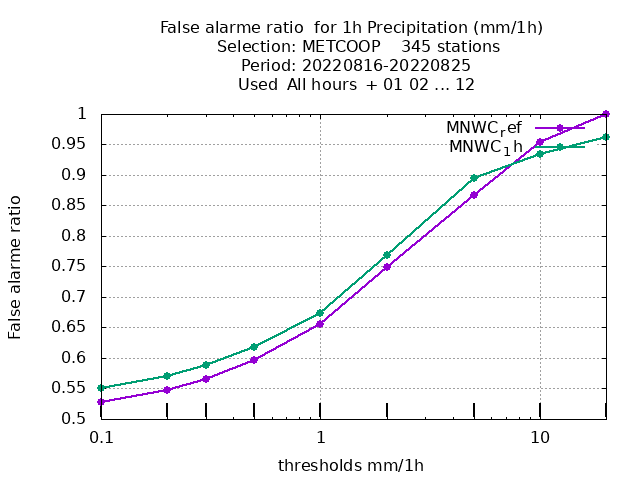 False alarme ratio  for 1h Precipitation (mm/1h)
Selection: METCOOP    345 stations
Period: 20220816-20220825
Used  All hours  + 01 02 ... 12
1
0.95
0.9
0.85
0.8
0.75
0.7
0.65
0.6
0.55
0.5
False alarme ratio
MNWC_ref
MNWC_1h
0.1 1 10
thresholds mm/1h